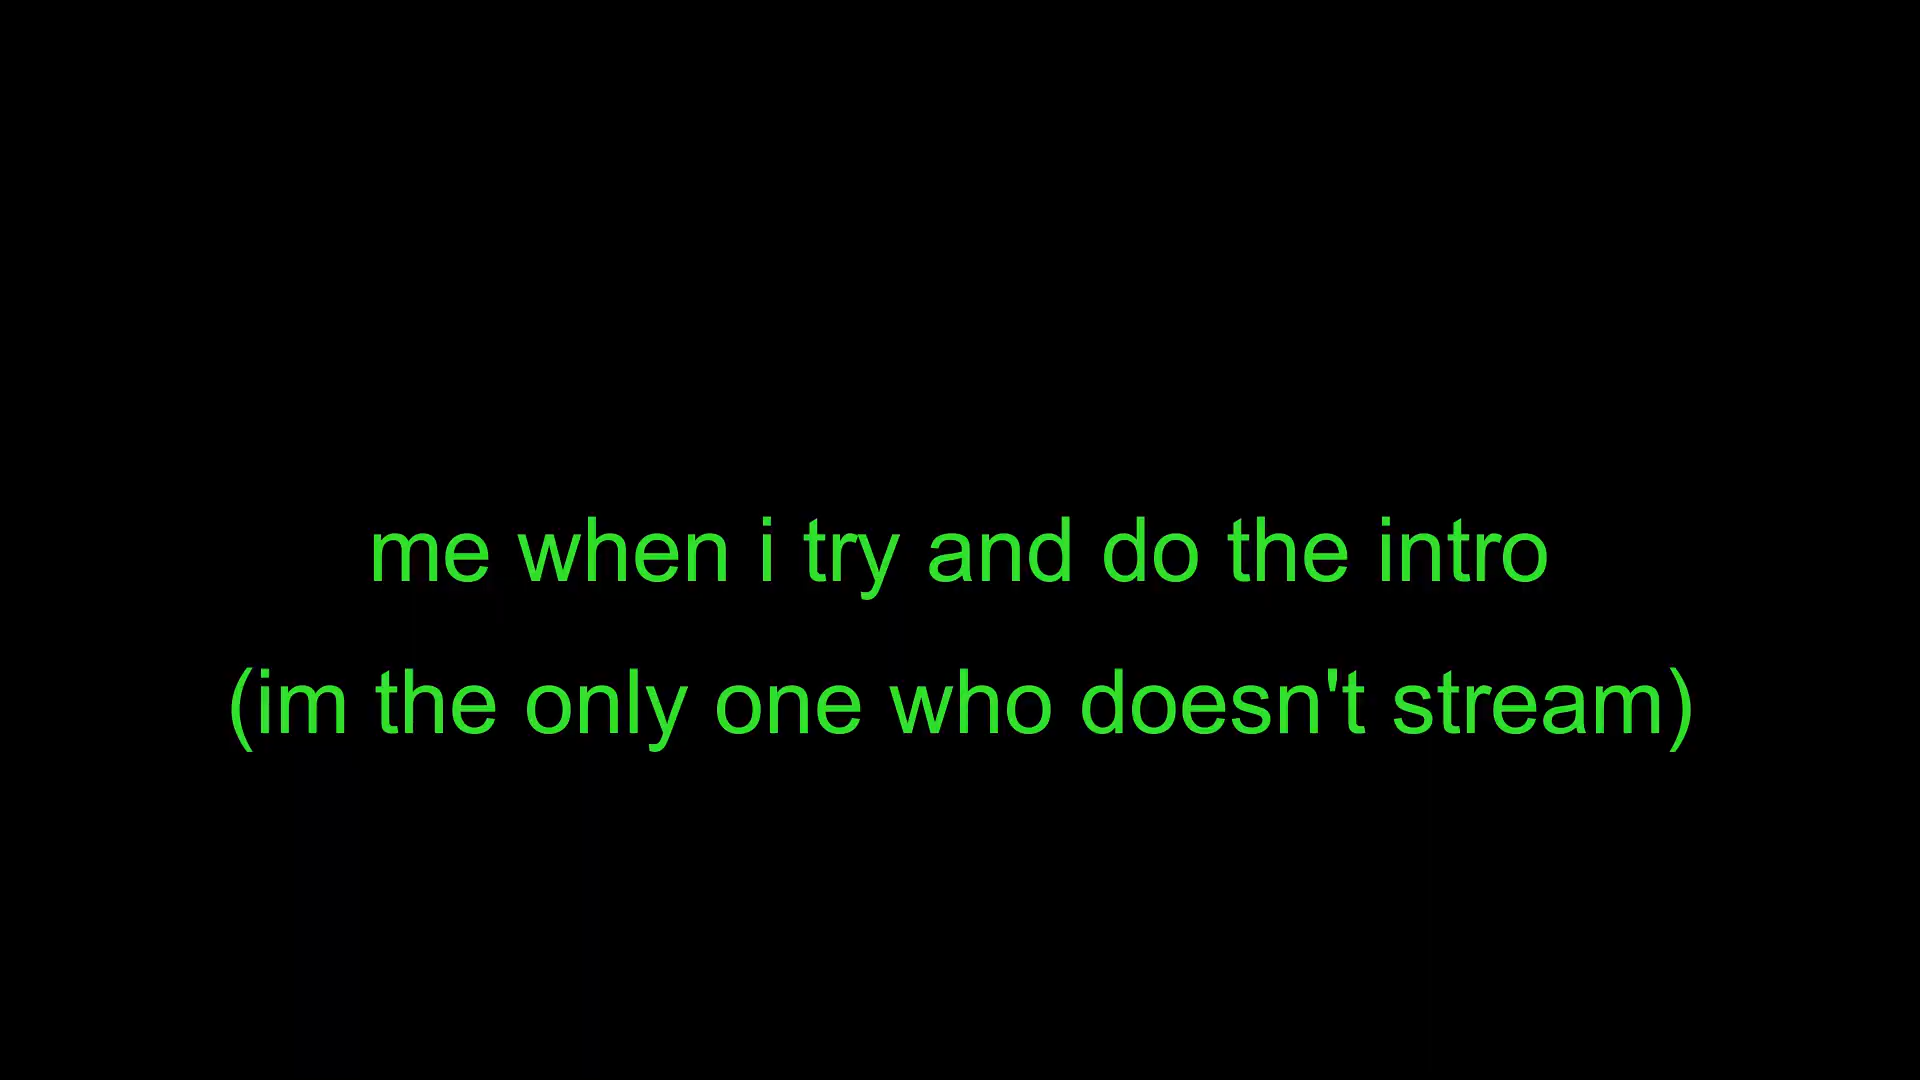 me when i try and do the intro
(im the only one who doesn't stream)